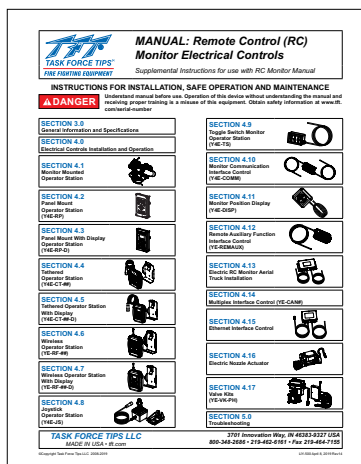 TFT
TASK FORCE TIPS®
FIRE FIGHTING EQUIPMENT
MANUAL: Remote Control (RC)
Monitor Electrical Controls
Supplemental Instructions for use with RC Monitor Manual
INSTRUCTIONS FOR INSTALLATION, SAFE OPERATION AND MAINTENANCE
DANGER
Understand manual before use. Operation of this device without understanding the manual and
receiving proper training is a misuse of this equipment. Obtain safety information at www.tft.
com/serial-number
SECTION 3.0
General Information and Specifications
SECTION 4.0
Electrical Controls Installation and Operation
SECTION 4.1
Monitor Mounted
Operator Station
SECTION 4.2
Panel Mount
Operator Station
(Y4E-RP)
SECTION 4.3
Panel Mount With Display
Operator Station
(Y4E-RP-D)
SECTION 4.4
Tethered
Operator Station
(Y4E-CT-##)
SECTION 4.5
Tethered Operator Station
With Display
(Y4E-CT-##-D)
SECTION 4.6
Wireless
Operator Station
(YE-RF-##)
SECTION 4.7
Wireless Operator Station
With Display
(YE-RF-##-D)
SECTION 4.8
Joystick
Operator Station
(Y4E-JS)
SECTION 4.9
Toggle Switch Monitor
Operator Station
(Y4E-TS)
SECTION 4.10
Monitor Communication
Interface Control
(Y4E-COMM)
SECTION 4.11
Monitor Position Display
(Y4E-DISP)
SECTION 4.12
Remote Auxiliary Function
Interface Control
(YE-REMAUX)
SECTION 4.13
Electric RC Monitor Aerial
Truck Installation
SECTION 4.14
Multiplex Interface Control (YE-CAN#)
SECTION 4.15
Ethernet Interface Control
SECTION 4.16
Electric Nozzle Actuator
SECTION 4.17
Valve Kits
(YE-VK-PH)
SECTION 5.0
Troubleshooting
TASK FORCE TIPS LLC
MADE IN USA • tft.com
3701 Innovation Way, IN 46383-9327 USA
800-348-2686 • 219-462-6161 • Fax 219-464-7155
©Copyright Task Force Tips LLC. 2008-2019